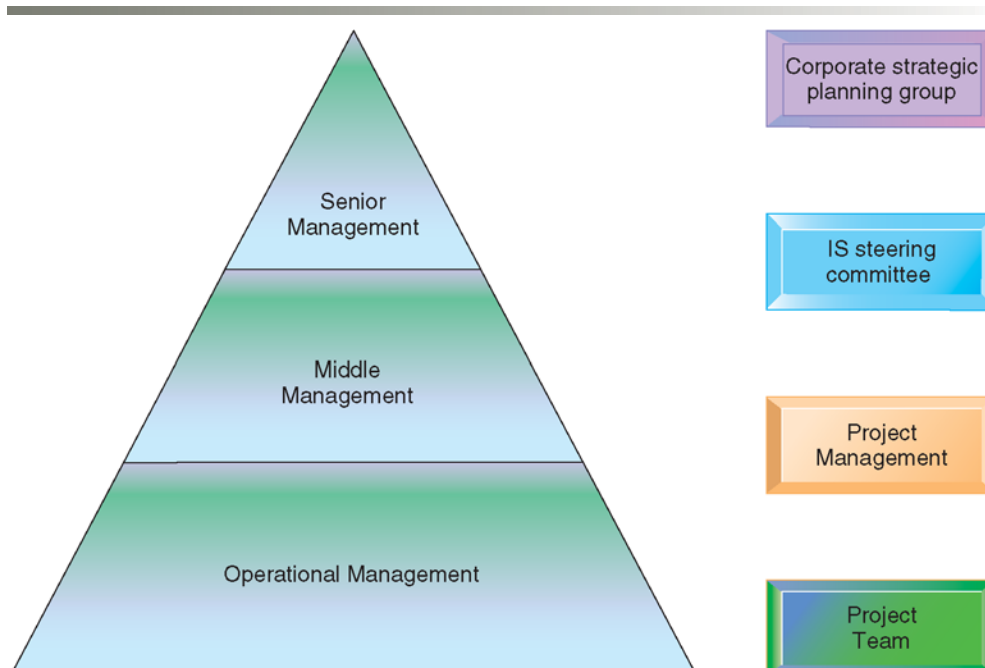 Senior
Management
Middle
Management
Operational Management
Corporate strategic
planning group
IS steering
committee
Project
Management
Project
Team